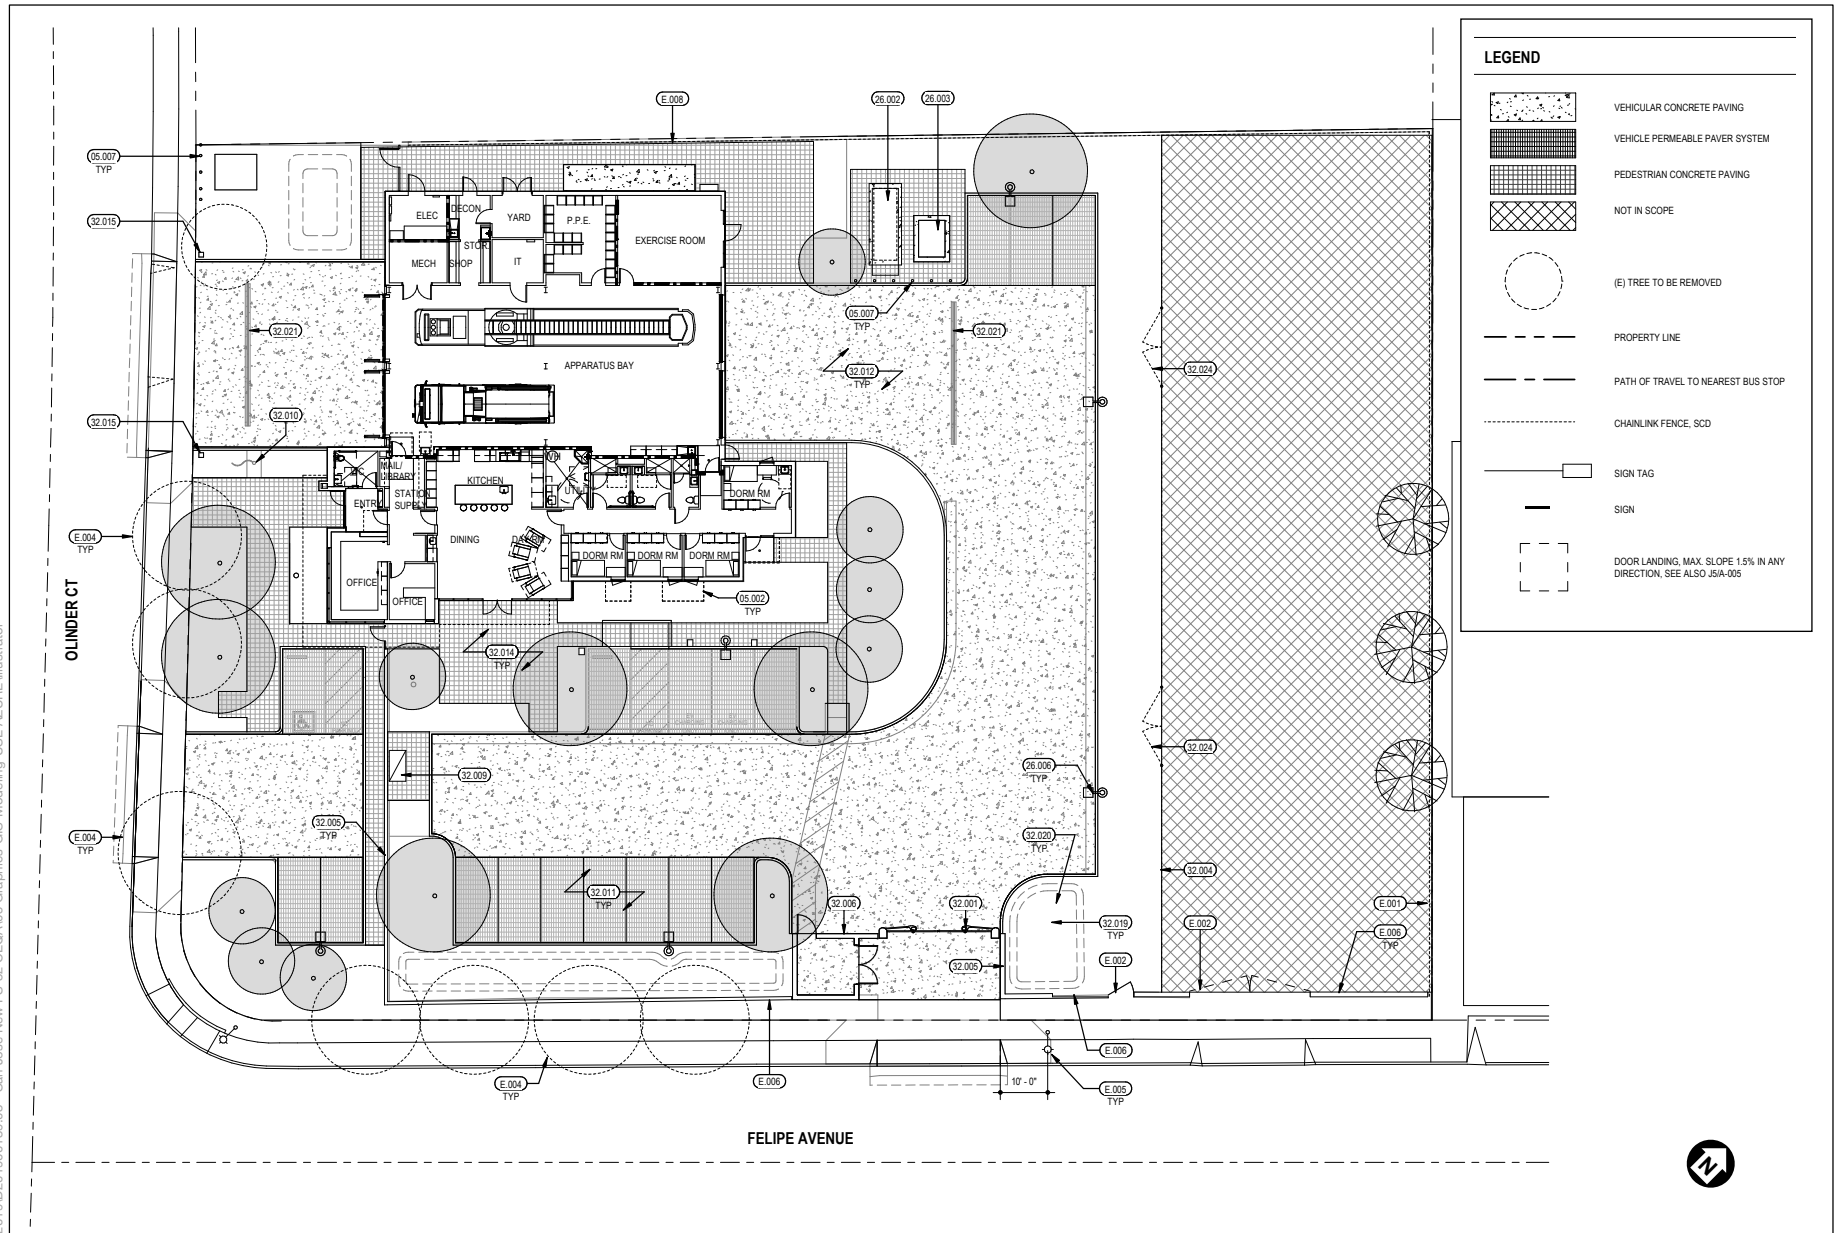 LEGEND
VEHICULAR CONCRETE PAVING
VEHICLE PERMEABLE PAVER SYSTEM
PEDESTRIAN CONCRETE PAVING
NOT IN SCOPE
(E) TREE TO BE REMOVED
PROPERTY LINE
PATH OF TRAVEL TO NEAREST BUS STOP
CHAINLINK FENCE, SCD
SIGN TAG
SIGN
DOOR LANDING, MAX. SLOPE 1.5% IN ANY
DIRECTION, SEE ALSO J5/A-005
E.008
26.002
26.003
05.007
TYP
32.015
ELEC
DECON
YARD
P.P.E.
EXERCISE ROOM
STOR.
MECH
SHOP
IT
32.021
05.007
TYP
32.021
APPARATUS BAY
32.012
TYP
32.024
32.015
32.010
MAIL/
LIBRARY
KITCHEN
WH
UTIL
STATION
SUPPLY
ENTRY
DORM RM
E.004
TYP
DINING
DORM RM
DORM RM
DORM RM
OFFICE
OFFICE
05.002
TYP
OLINDER CT
32.014
TYP
32.024
32.009
26.006
TYP
E.004
TYP
32.005
TYP
32.020
TYP.
32.004
32.011
TYP
32.006
32.001
E.001
32.019
TYP
E.002
E.006
TYP
32.005
E.002
E.006
E.004
TYP
E.006
10' - 0"
E.005
TYP
FELIPE AVENUE
N